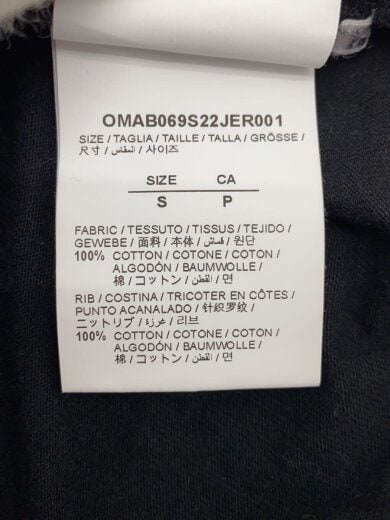 OMAB069S22JER001
SIZE / TAGLIA / TAILLE / TALLA / GRÖSSE /
尺寸 / المقاس / 사이즈
SIZE CA
S P
FABRIC / TESSUTO / TISSUS / TEJIDO /
GEWEBE / 面料 / 本体 / قماش / 원단
100% COTTON / COTONE / COTON /
ALGODÓN / BAUMWOLLE /
棉 / コットン / القطن / 면
RIB / COSTINA / TRICOTER EN CÔTES /
PUNTO ACANALADO / 针织罗纹 /
ニットリブ / غرزة / 리브
100% COTTON / COTONE / COTON /
ALGODÓN / BAUMWOLLE /
棉 / コットン / القطن / 면